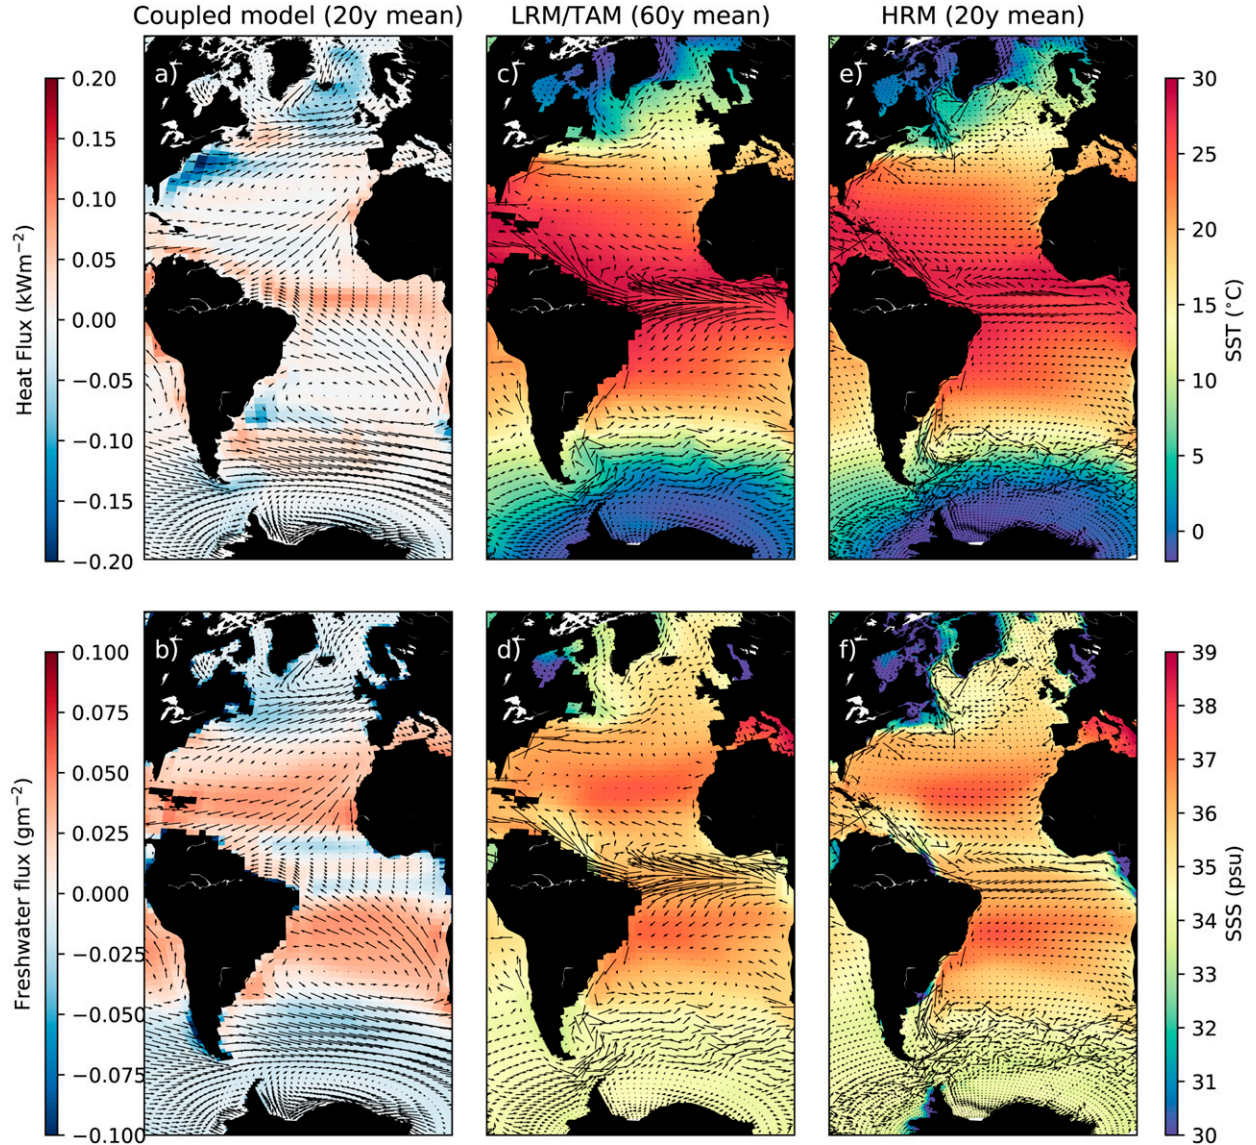 Coupled model (20y mean)
LRM/TAM (60y mean)
HRM (20y mean)
a)
c)
e)
0.20
0.15
0.10
0.05
0.00
−0.05
−0.10
−0.15
−0.20
Heat Flux (kWm⁻²)
30
25
20
15
10
5
0
SST (°C)
b)
d)
f)
0.100
0.075
0.050
0.025
0.000
−0.025
−0.050
−0.075
−0.100
Freshwater flux (gm⁻²)
39
38
37
36
35
34
33
32
31
30
SSS (psu)